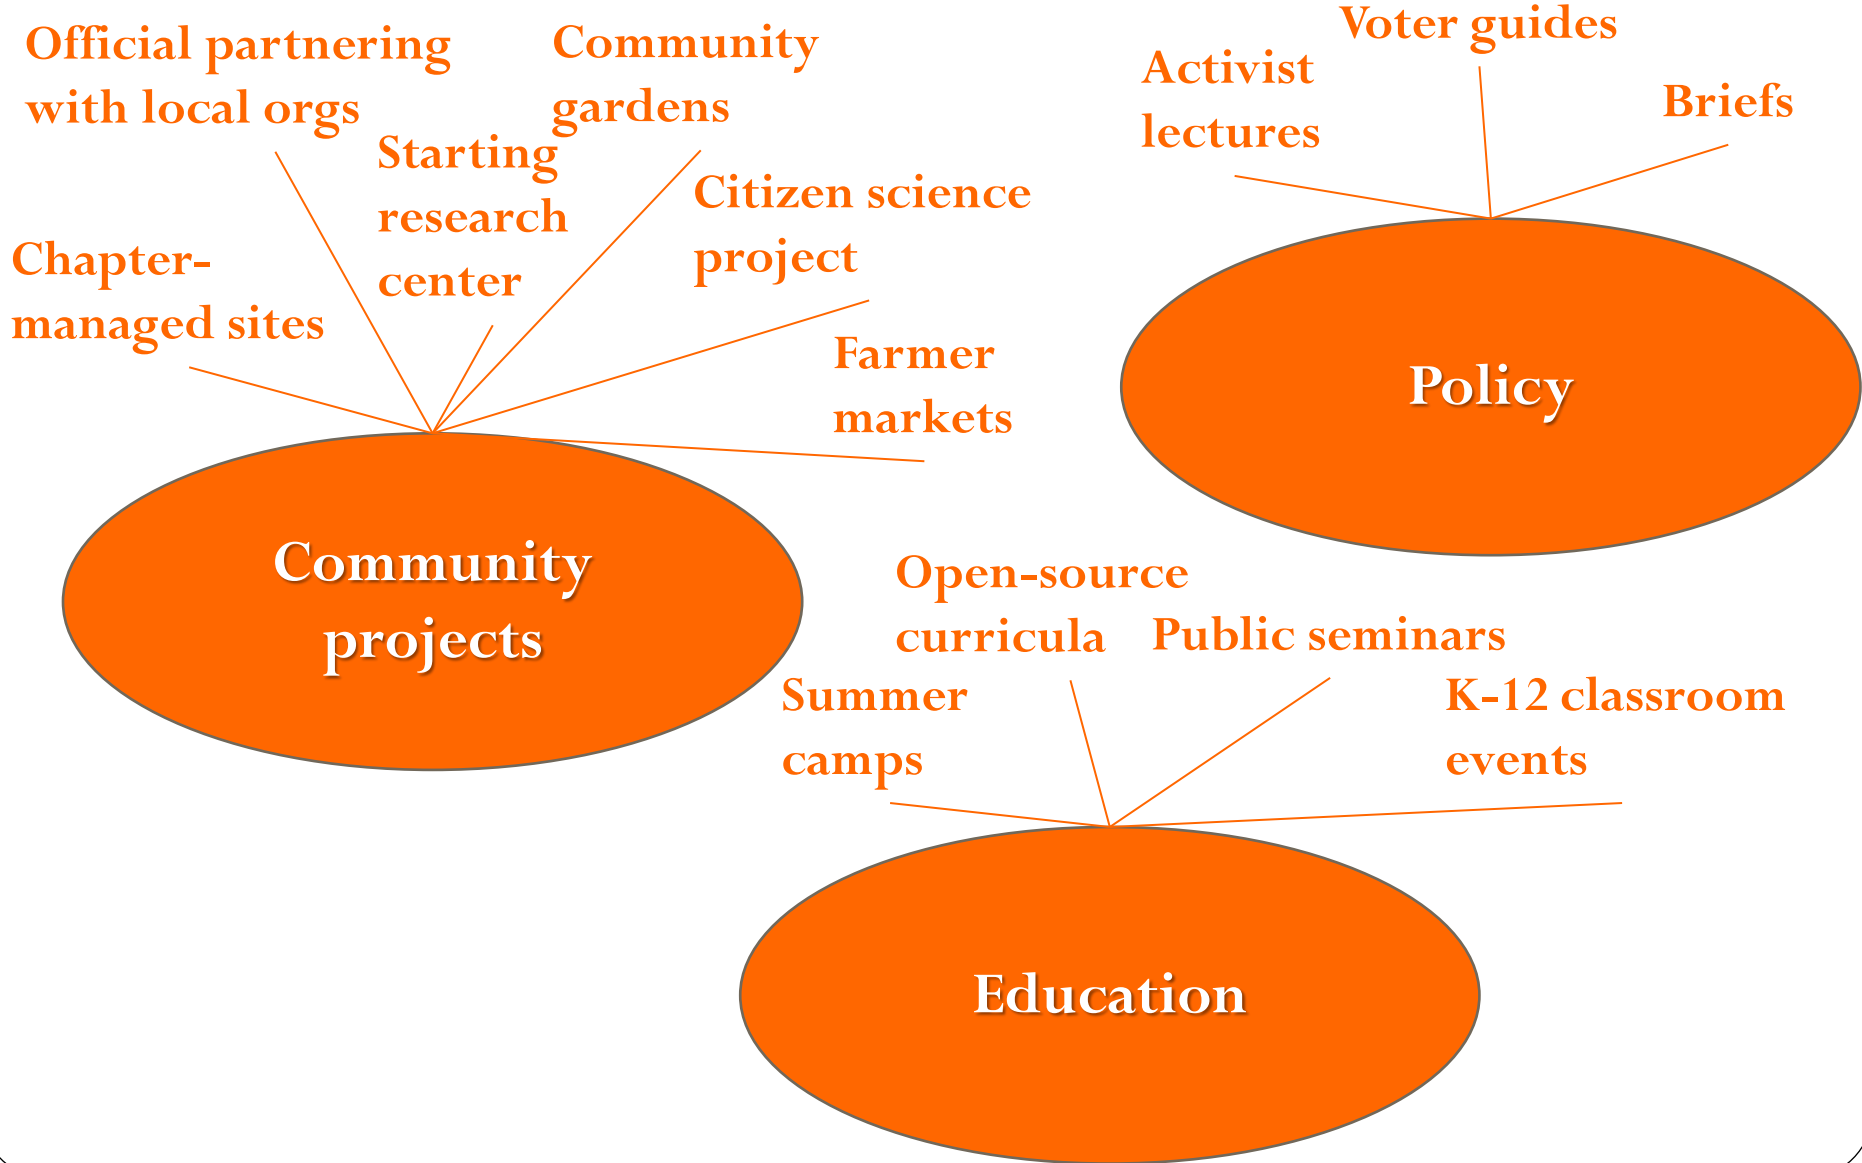 Official partnering
with local orgs
Community
gardens
Starting
research
center
Citizen science
project
Chapter-
managed sites
Farmer
markets
Community
projects
Voter guides
Activist
lectures
Briefs
Policy
Open-source
curricula
Public seminars
Summer
camps
K-12 classroom
events
Education